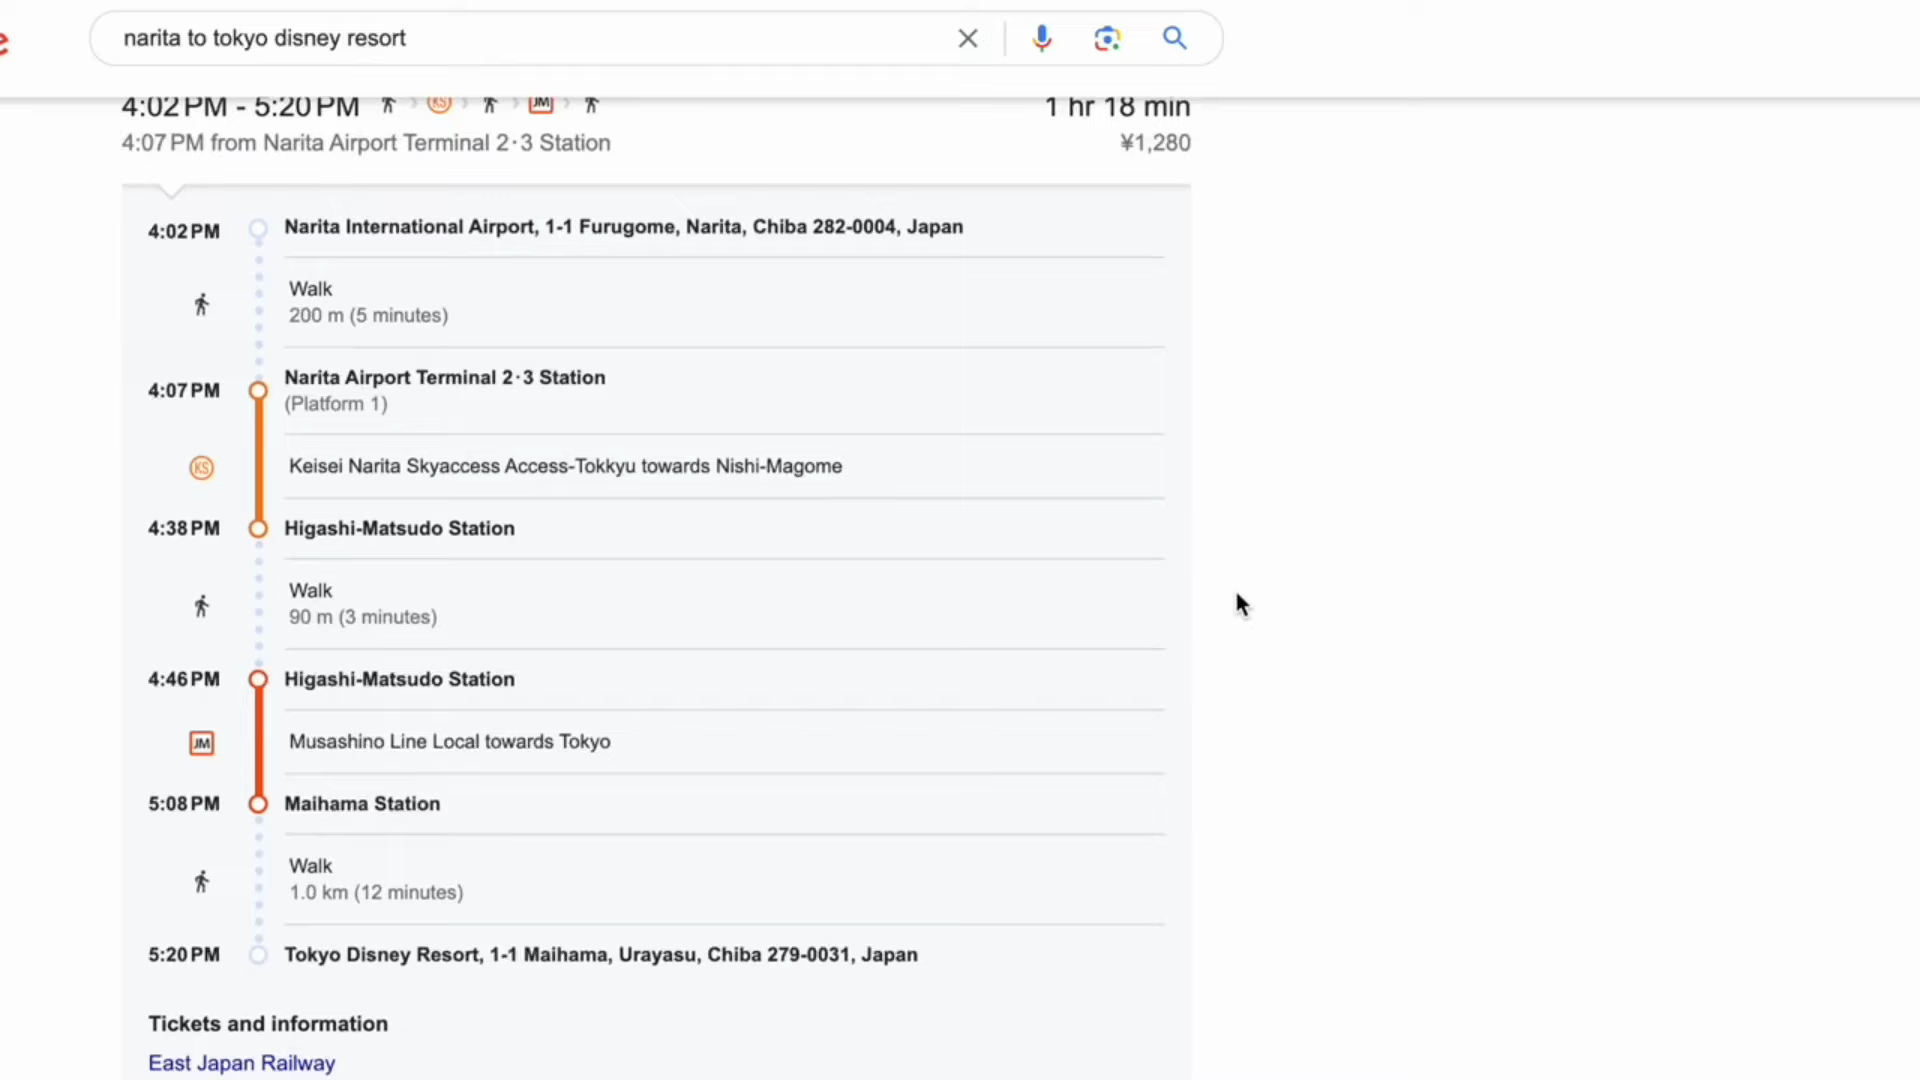 narita to tokyo disney resort
4:02 PM - 5:20 PM KS JM 1 hr 18 min
4:07 PM from Narita Airport Terminal 2·3 Station ¥1,280
4:02 PM Narita International Airport, 1-1 Furugome, Narita, Chiba 282-0004, Japan
Walk
200 m (5 minutes)
4:07 PM Narita Airport Terminal 2·3 Station
(Platform 1)
KS Keisei Narita Skyaccess Access-Tokkyu towards Nishi-Magome
4:38 PM Higashi-Matsudo Station
Walk
90 m (3 minutes)
4:46 PM Higashi-Matsudo Station
JM Musashino Line Local towards Tokyo
5:08 PM Maihama Station
Walk
1.0 km (12 minutes)
5:20 PM Tokyo Disney Resort, 1-1 Maihama, Urayasu, Chiba 279-0031, Japan
Tickets and information
East Japan Railway